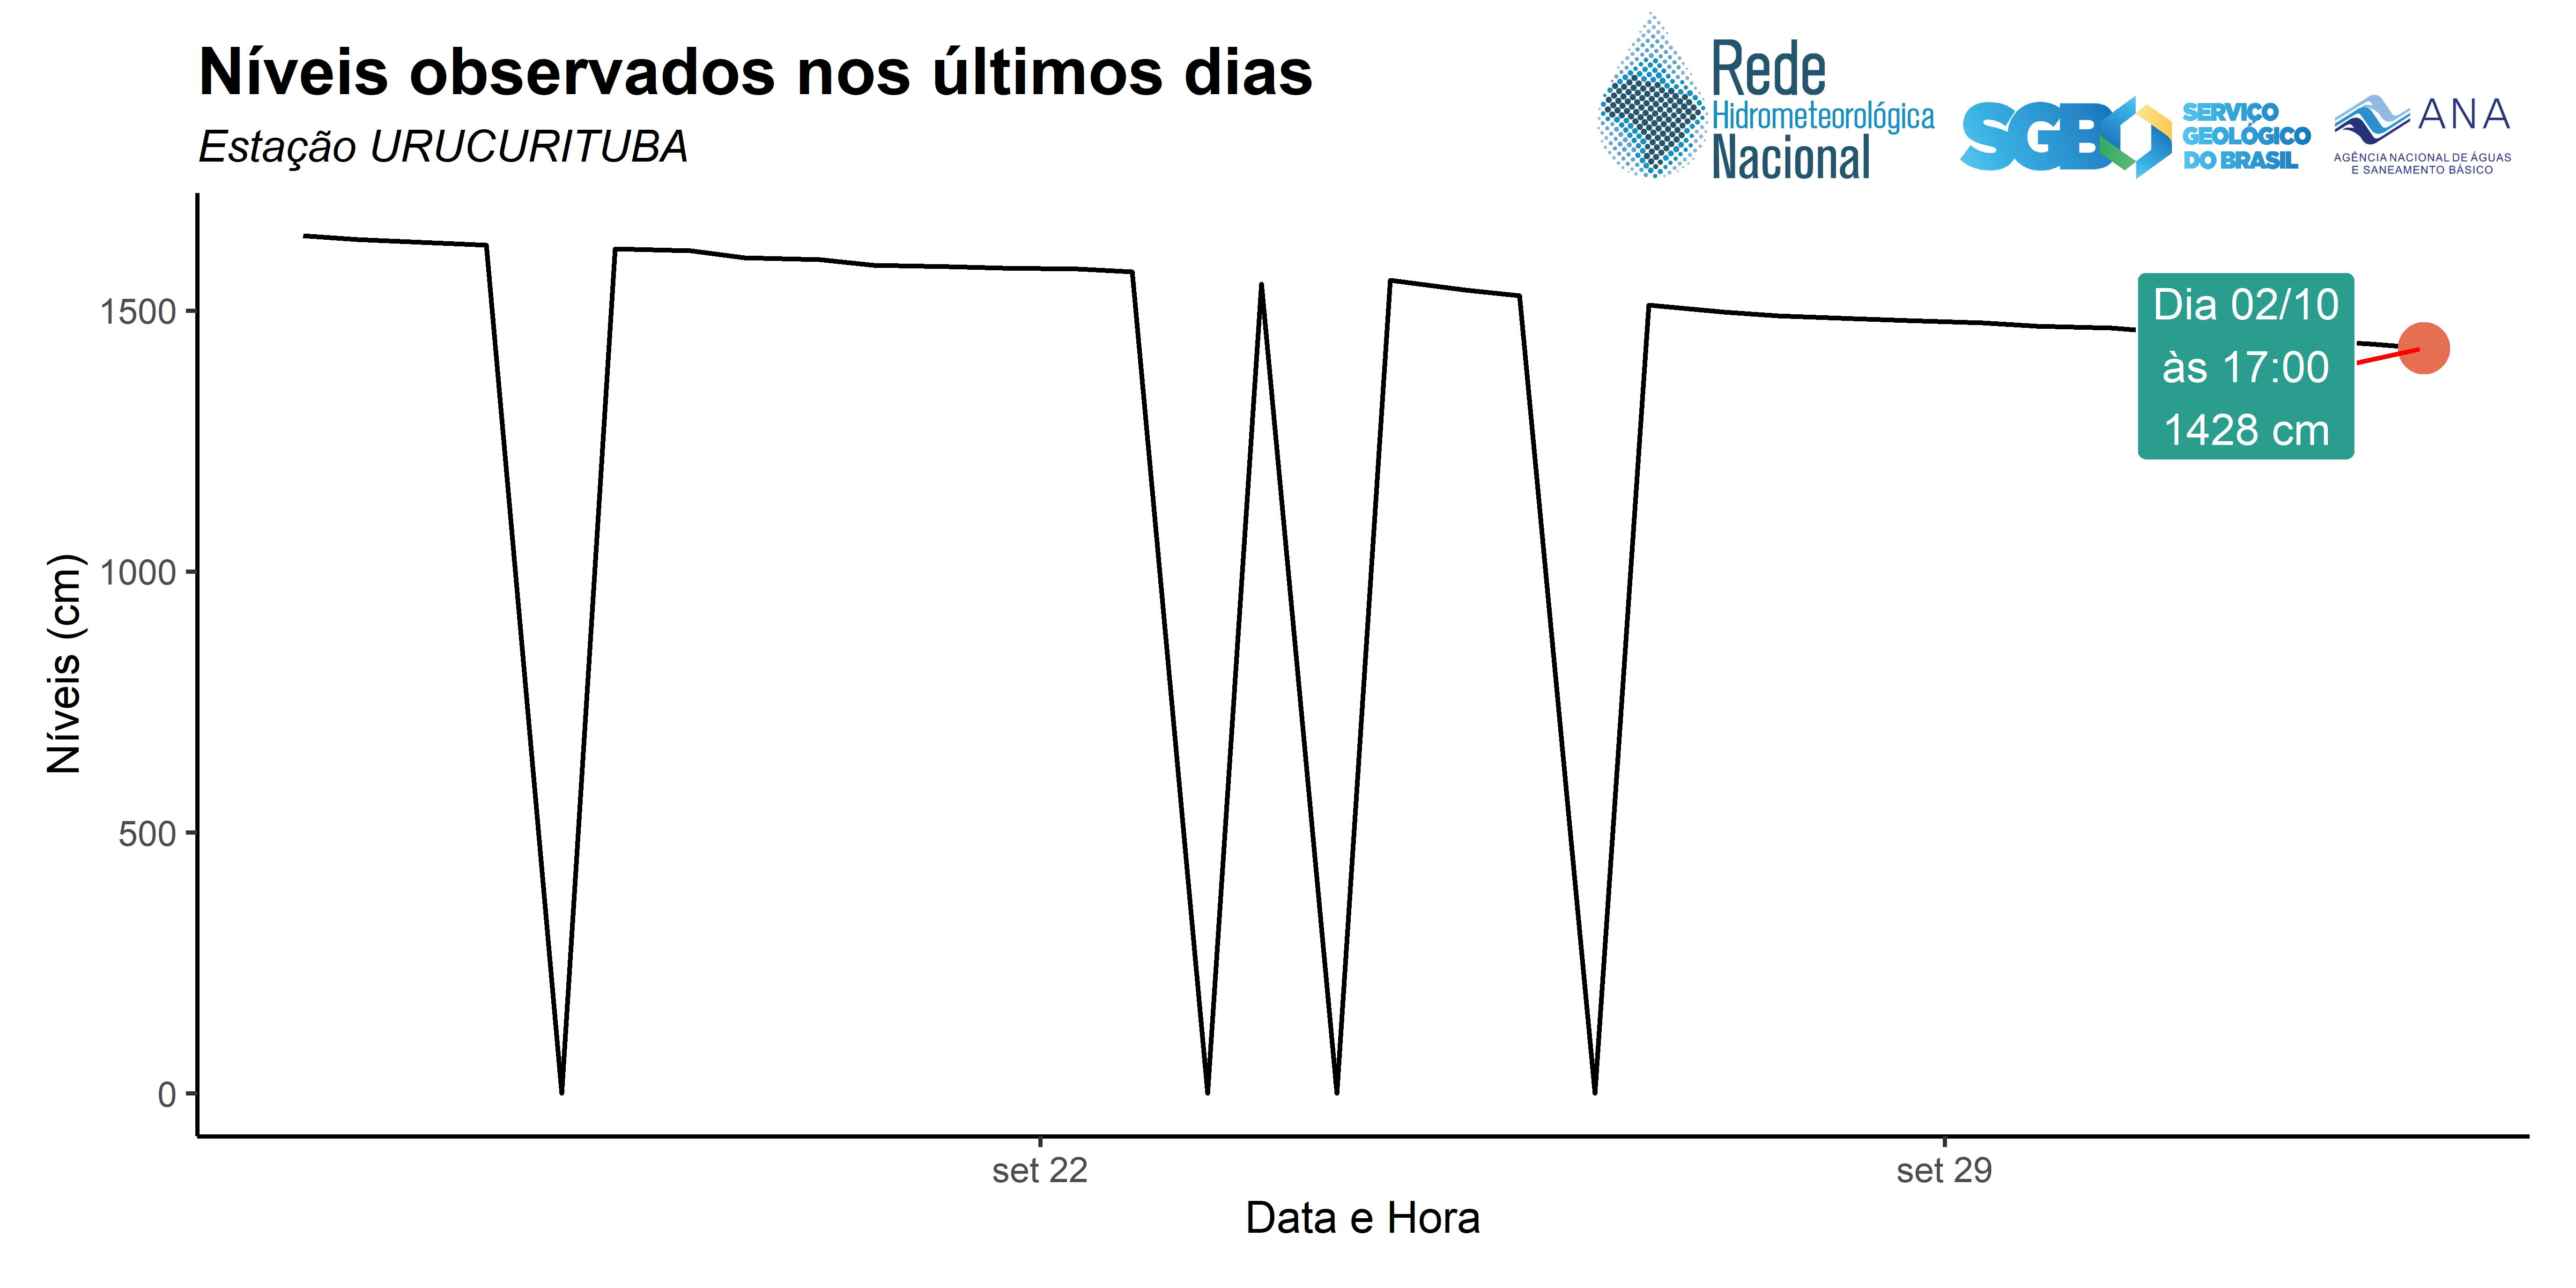 Níveis observados nos últimos dias
Estação URUCURITUBA
Rede
Hidrometeorológica
Nacional
SGB
SERVIÇO
GEOLÓGICO
DO BRASIL
ANA
AGÊNCIA NACIONAL DE ÁGUAS
E SANEAMENTO BÁSICO
Níveis (cm)
1500
1000
500
0
Dia 02/10
às 17:00
1428 cm
set 22
set 29
Data e Hora